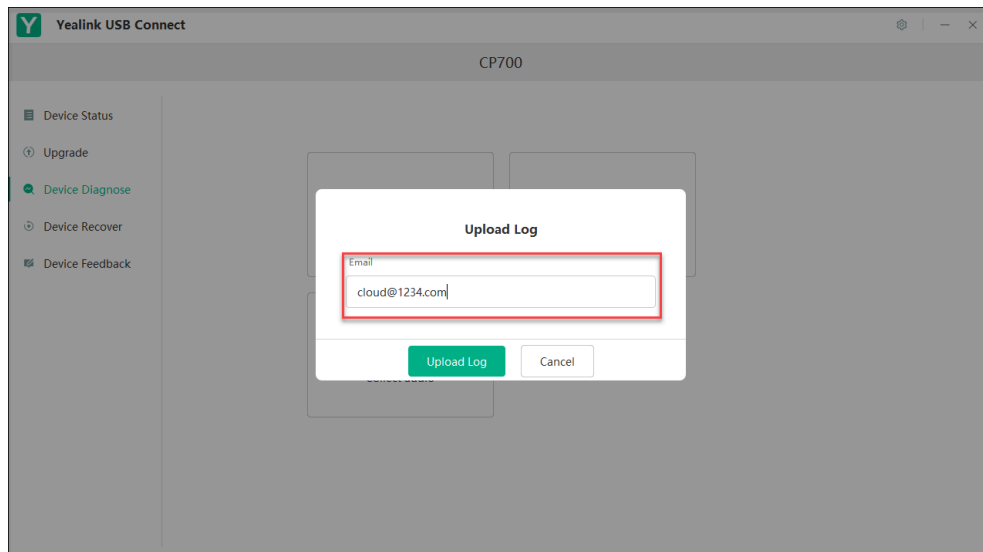 Yealink USB Connect
CP700
Device Status
Upgrade
Device Diagnose
Device Recover
Device Feedback
Upload Log
Email
cloud@1234.com
Upload Log
Cancel